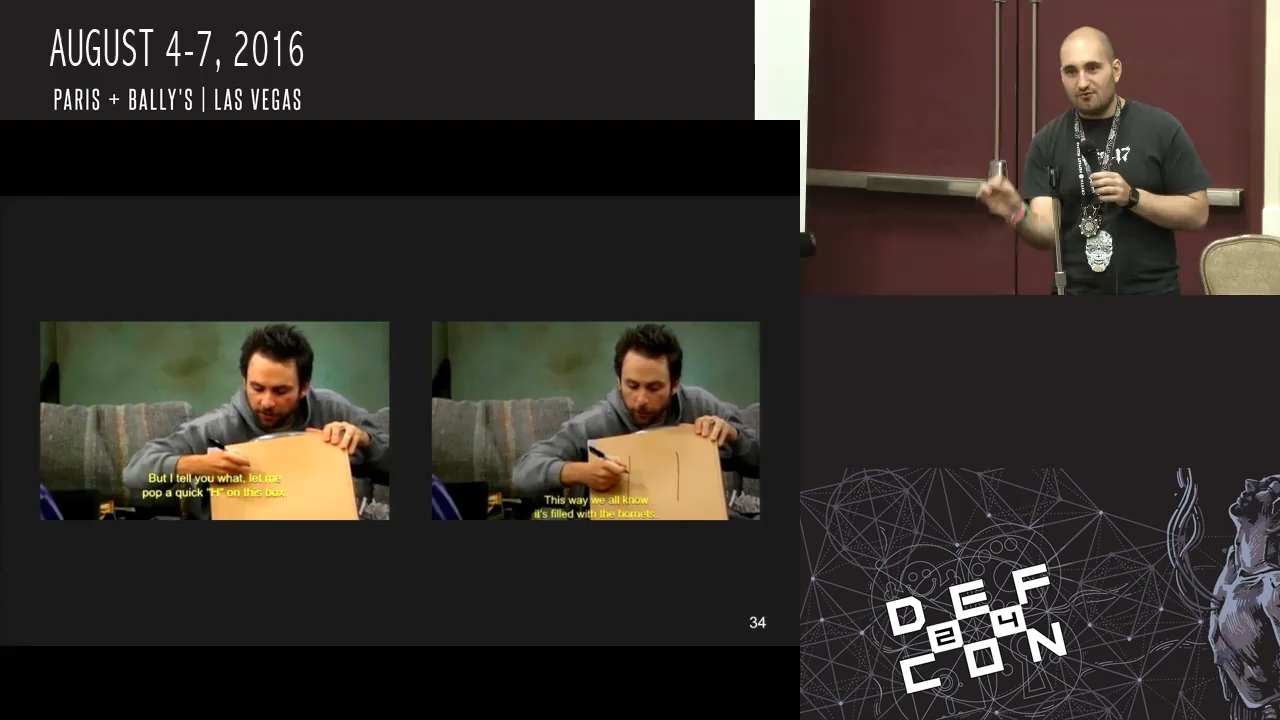 AUGUST 4-7, 2016
PARIS + BALLY'S | LAS VEGAS
17
But I tell you what, let me
pop a quick "H" on this box.
This way we all know
it's filled with the hornets.
34
DEF
24
CON